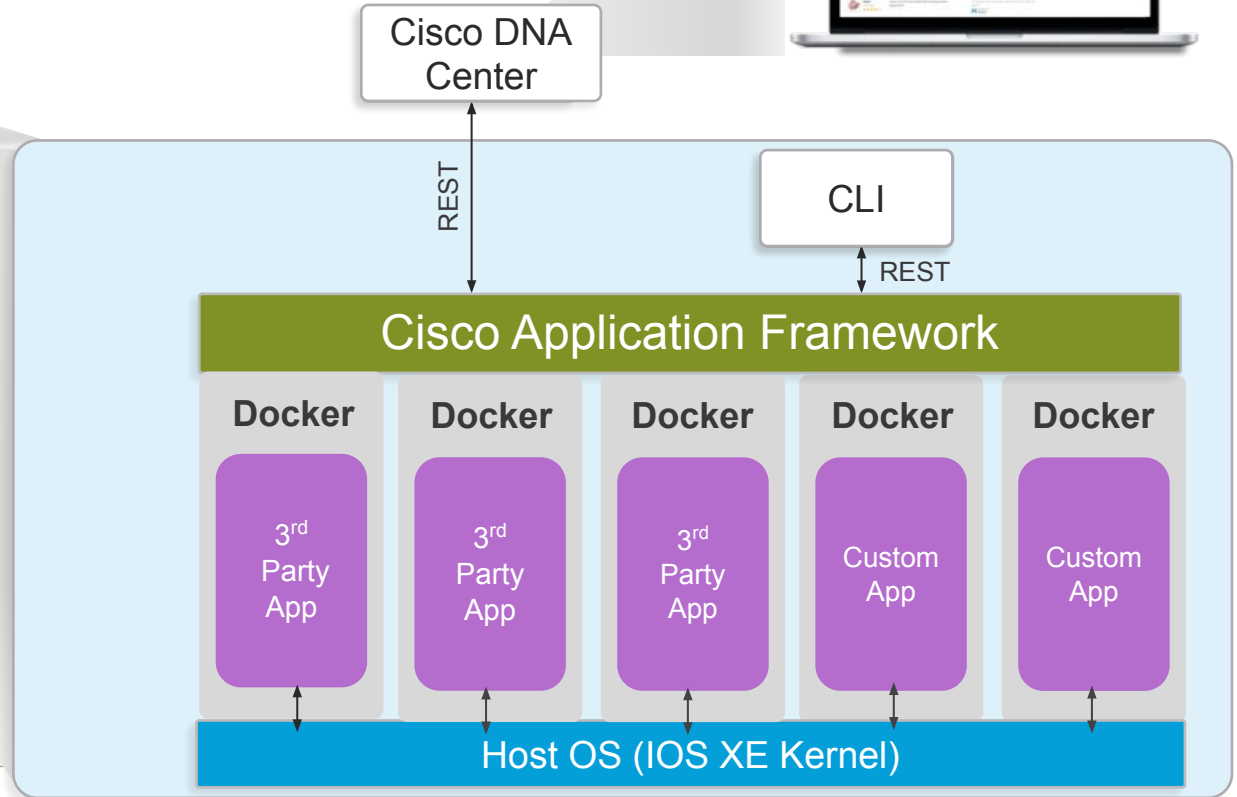 Cisco DNA
Center
REST
CLI
REST
Cisco Application Framework
Docker
Docker
Docker
Docker
Docker
3rd
Party
App
3rd
Party
App
3rd
Party
App
Custom
App
Custom
App
Host OS (IOS XE Kernel)